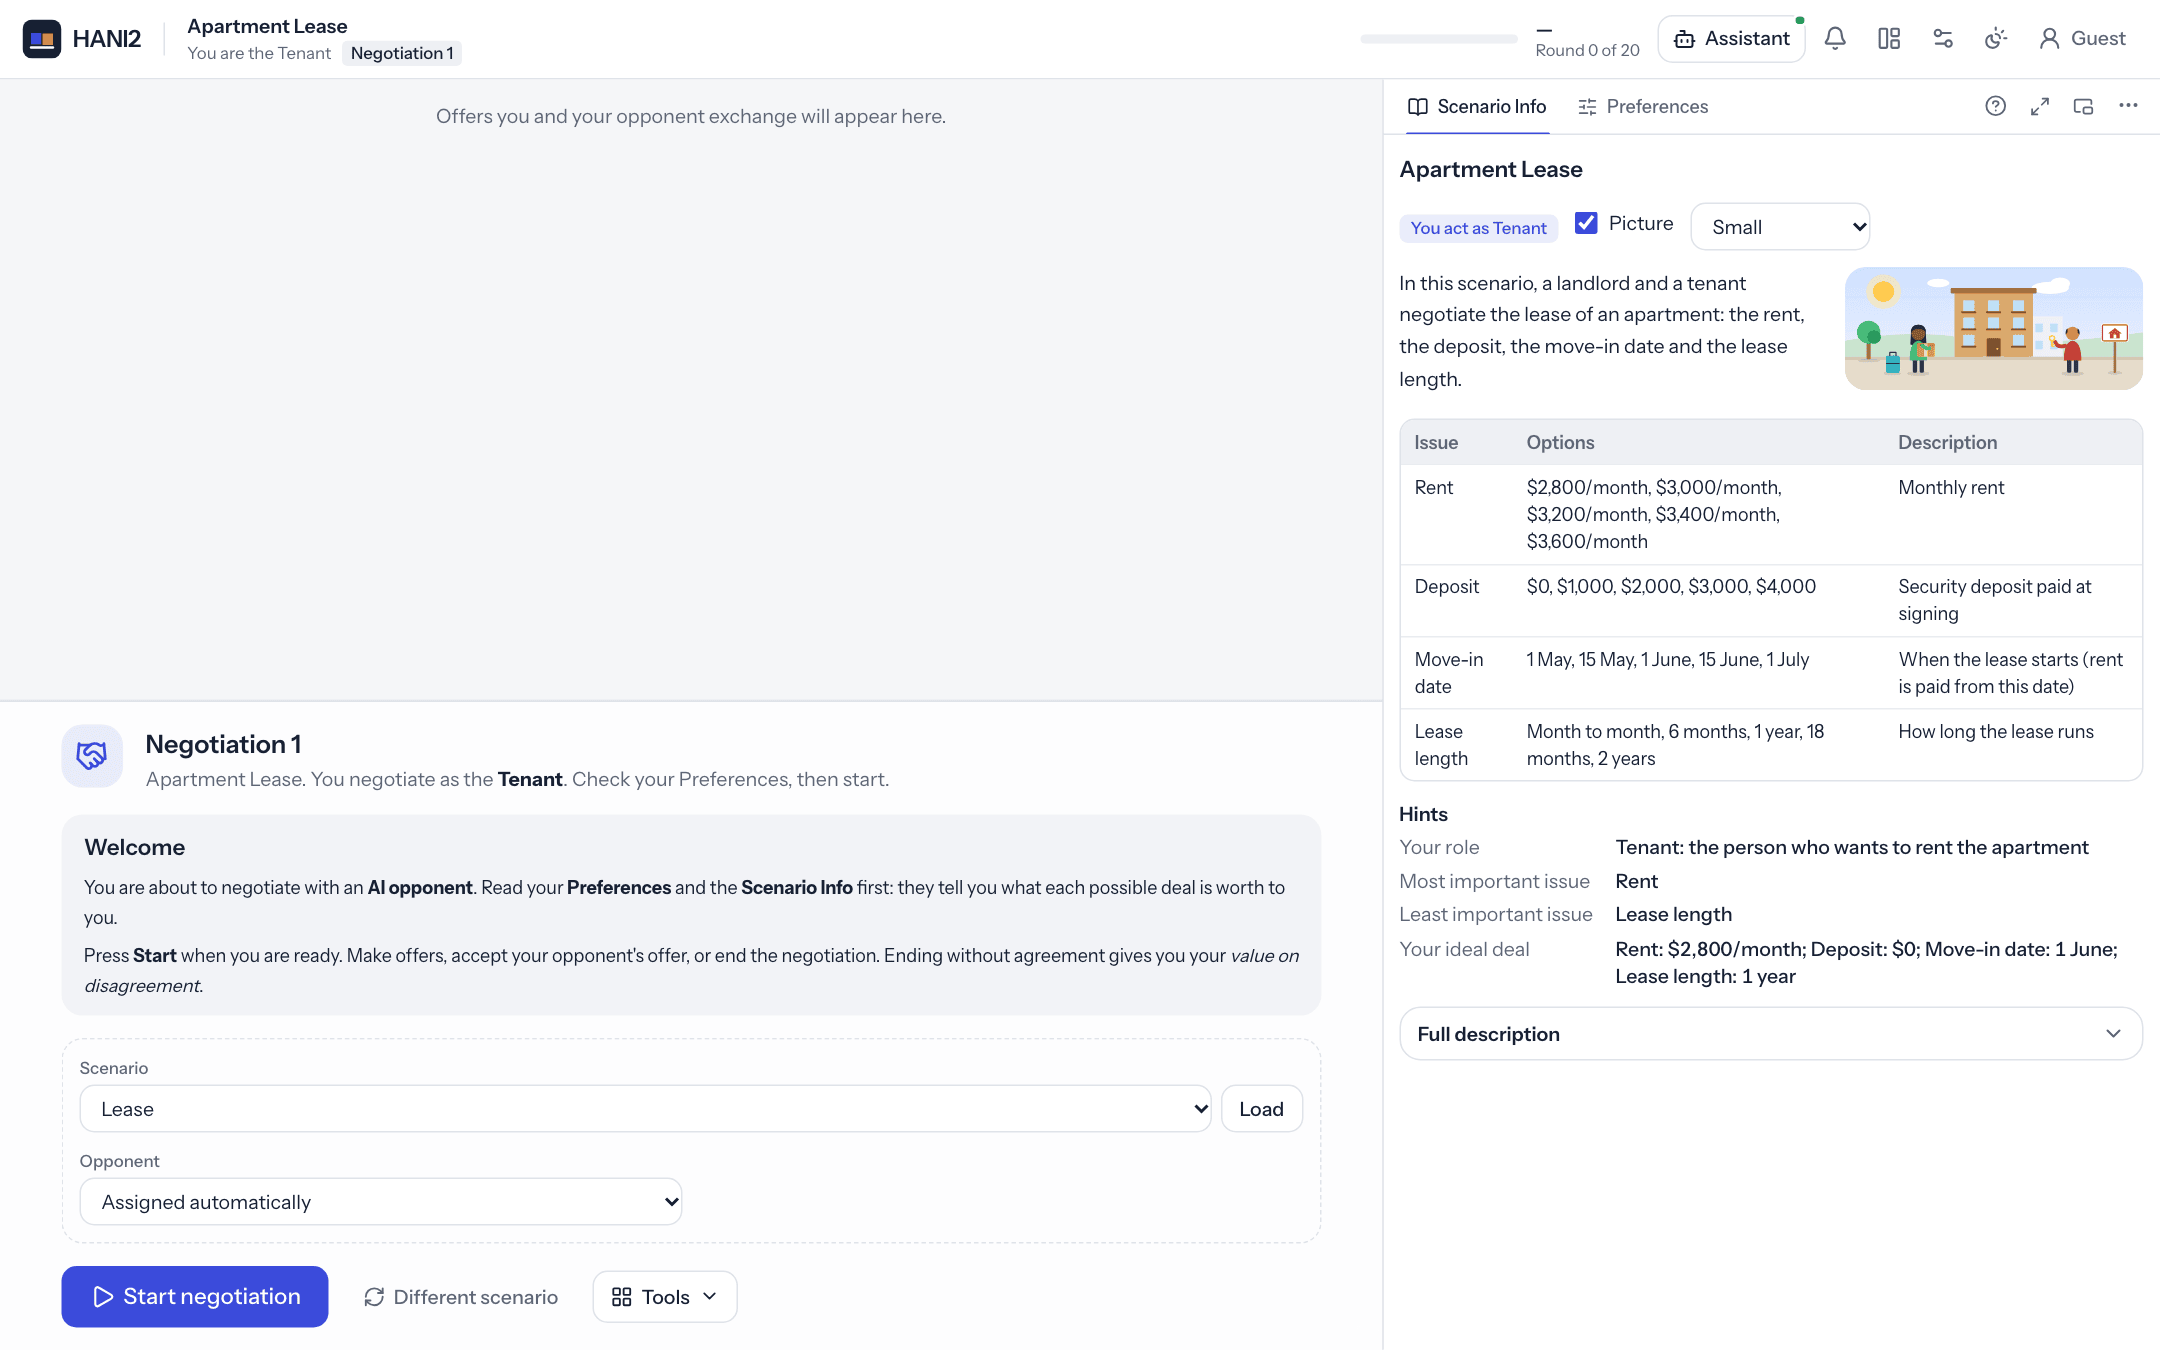 HANI2
Apartment Lease
You are the Tenant Negotiation 1
—
Round 0 of 20
Assistant
Guest
Offers you and your opponent exchange will appear here.
Negotiation 1
Apartment Lease. You negotiate as the Tenant. Check your Preferences, then start.
Welcome
You are about to negotiate with an AI opponent. Read your Preferences and the Scenario Info first: they tell you what each possible deal is worth to
you.
Press Start when you are ready. Make offers, accept your opponent's offer, or end the negotiation. Ending without agreement gives you your value on
disagreement.
Scenario
Lease
Load
Opponent
Assigned automatically
Start negotiation
Different scenario
Tools
Scenario Info
Preferences
Apartment Lease
You act as Tenant
Picture
Small
In this scenario, a landlord and a tenant
negotiate the lease of an apartment: the rent,
the deposit, the move-in date and the lease
length.
Issue Options Description
Rent $2,800/month, $3,000/month, Monthly rent
$3,200/month, $3,400/month,
$3,600/month
Deposit $0, $1,000, $2,000, $3,000, $4,000 Security deposit paid at
signing
Move-in 1 May, 15 May, 1 June, 15 June, 1 July When the lease starts (rent
date is paid from this date)
Lease Month to month, 6 months, 1 year, 18 How long the lease runs
length months, 2 years
Hints
Your role Tenant: the person who wants to rent the apartment
Most important issue Rent
Least important issue Lease length
Your ideal deal Rent: $2,800/month; Deposit: $0; Move-in date: 1 June;
Lease length: 1 year
Full description